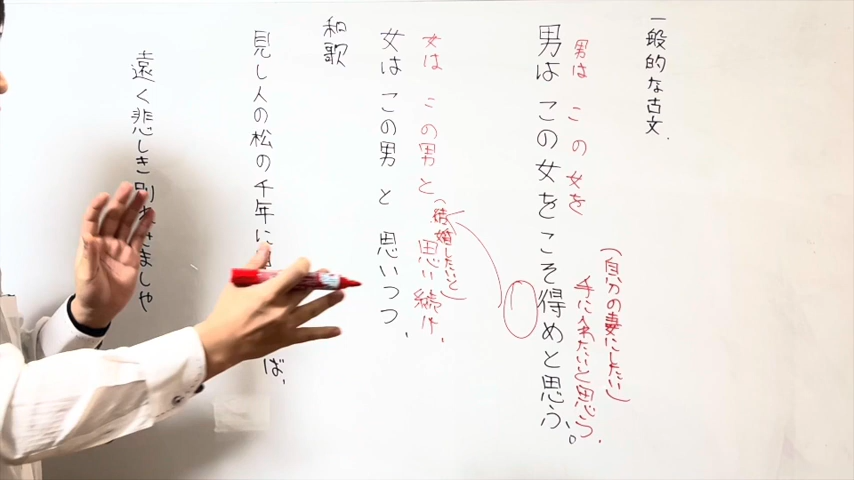 一般的な古文.
(自分の妻にしたい)
男は この女を 手に入れたいと思う.
男は この女をこそ得めと思う。
(結婚したいと)
女は この男と 思い続け.
女は この男と 思いつつ.
和歌
見し人の松の千年に ば,
遠く悲しき別れせましや